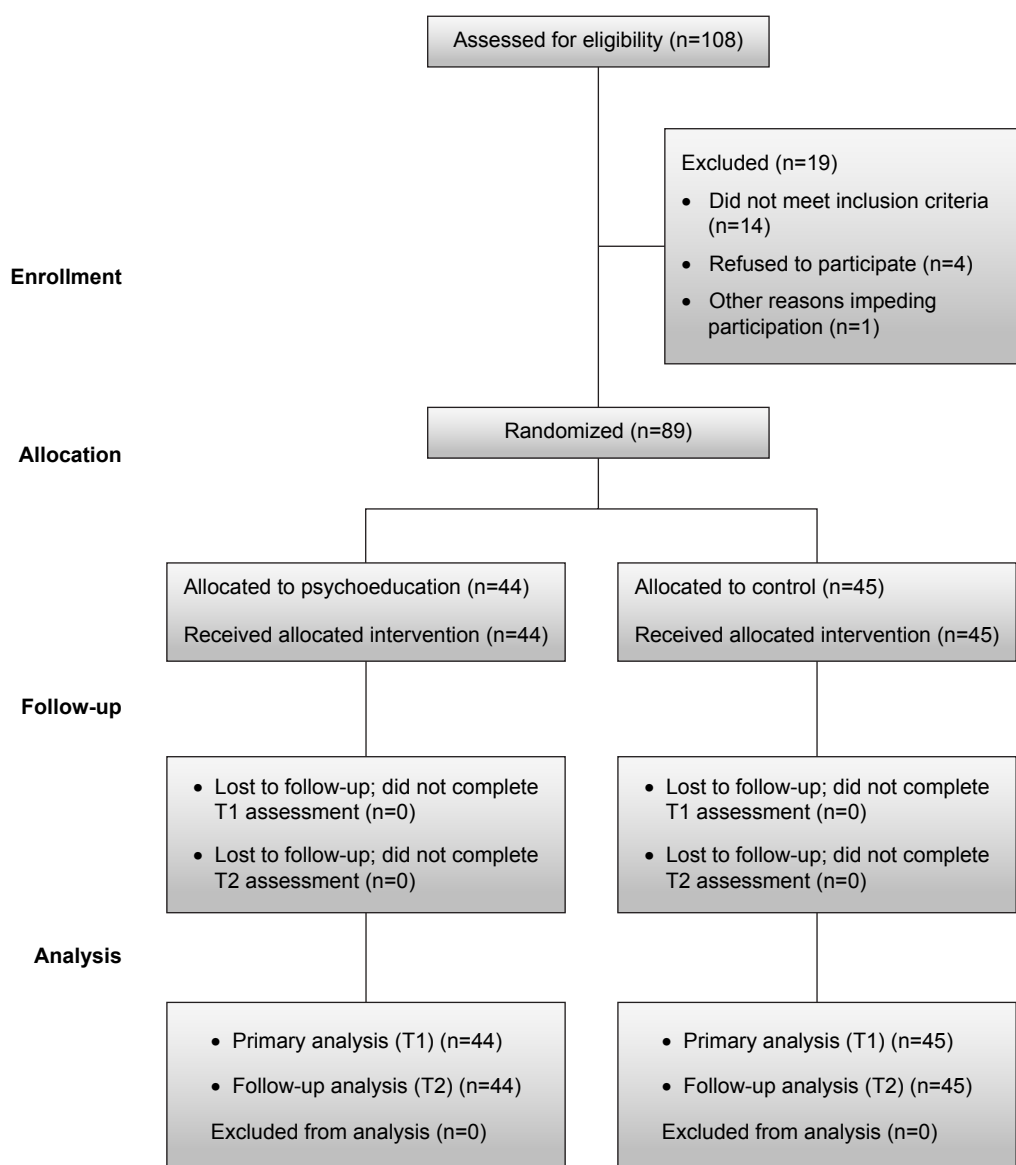 Assessed for eligibility (n=108)
Excluded (n=19)
• Did not meet inclusion criteria
(n=14)
• Refused to participate (n=4)
• Other reasons impeding
participation (n=1)
Enrollment
Randomized (n=89)
Allocation
Allocated to psychoeducation (n=44)
Received allocated intervention (n=44)
Allocated to control (n=45)
Received allocated intervention (n=45)
Follow-up
• Lost to follow-up; did not complete
T1 assessment (n=0)
• Lost to follow-up; did not complete
T2 assessment (n=0)
• Lost to follow-up; did not complete
T1 assessment (n=0)
• Lost to follow-up; did not complete
T2 assessment (n=0)
Analysis
• Primary analysis (T1) (n=44)
• Follow-up analysis (T2) (n=44)
Excluded from analysis (n=0)
• Primary analysis (T1) (n=45)
• Follow-up analysis (T2) (n=45)
Excluded from analysis (n=0)